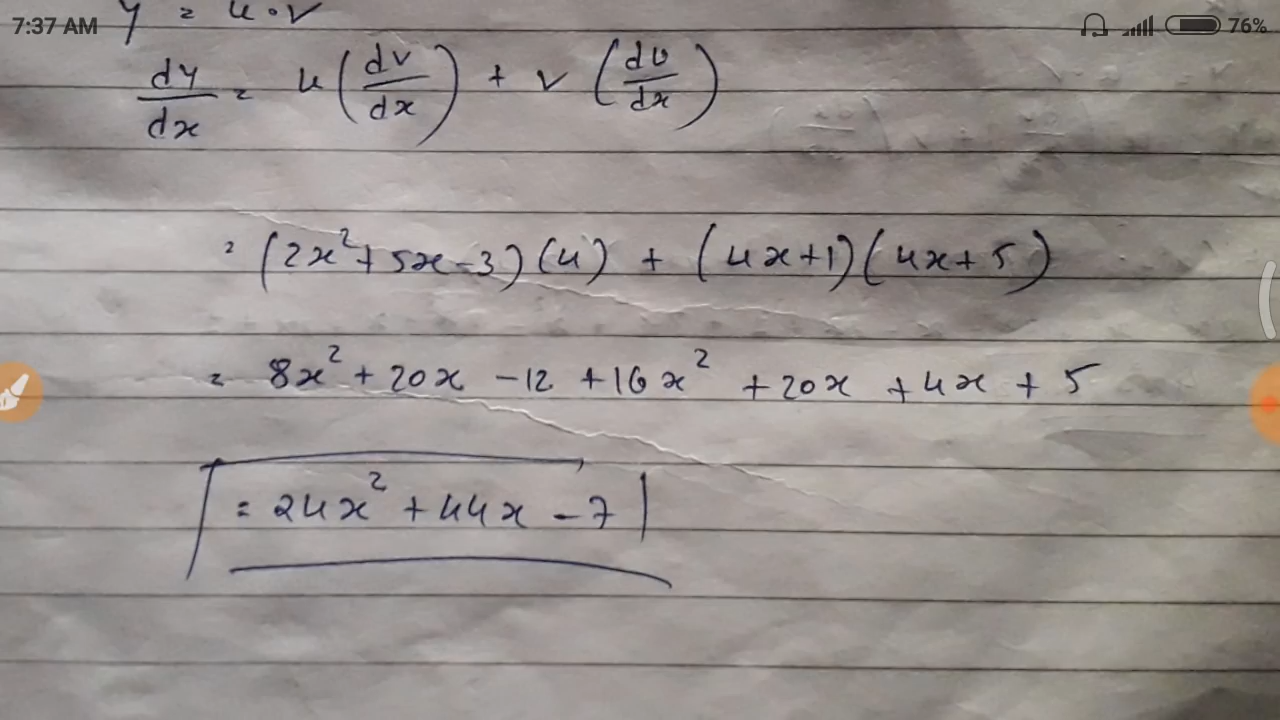 7:37 AM 76%
y = u·v
dy/dx = u(dv/dx) + v(du/dx)
= (2x²+5x-3)(4) + (4x+1)(4x+5)
= 8x² + 20x - 12 + 16x² + 20x + 4x + 5
= 24x² + 44x - 7